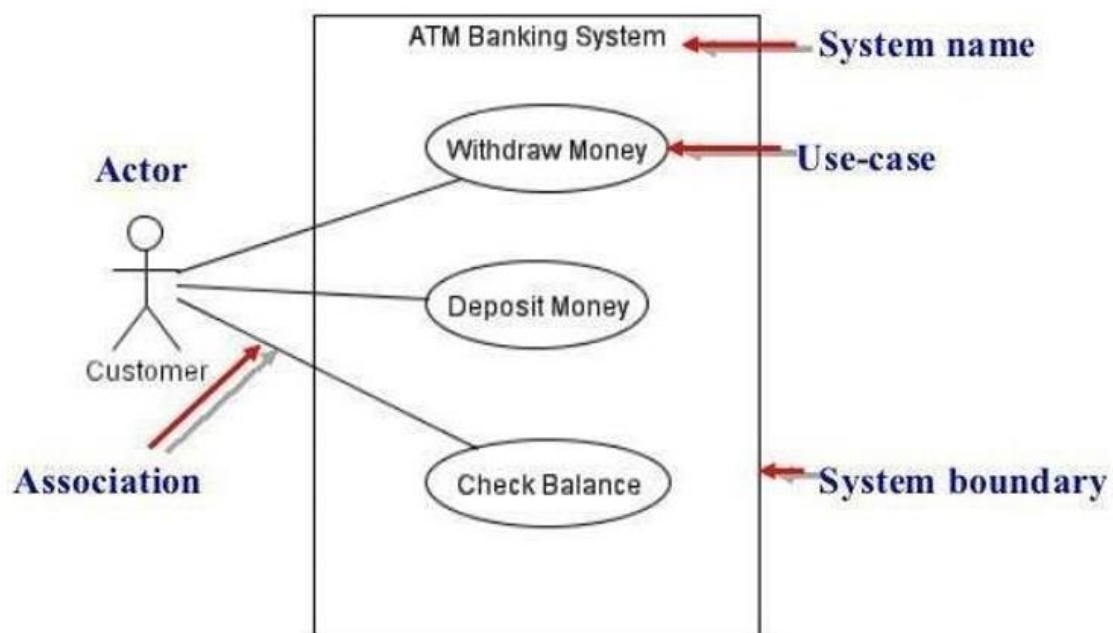 ATM Banking System
System name
Withdraw Money
Use-case
Actor
Deposit Money
Customer
Association
Check Balance
System boundary